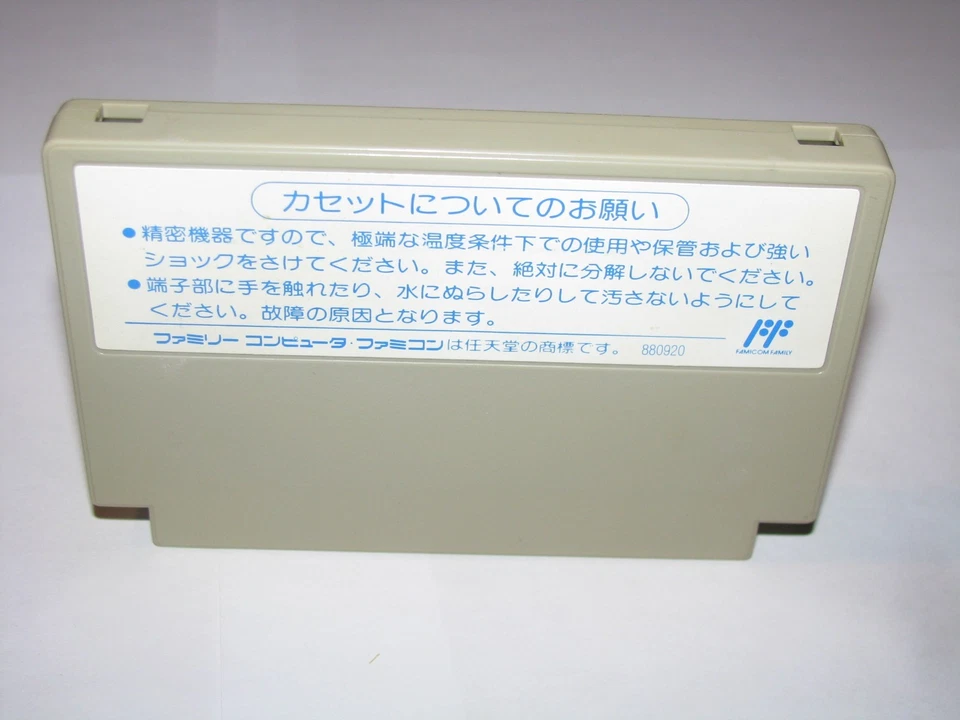 カセットについてのお願い
●精密機器ですので、極端な温度条件下での使用や保管および強い
ショックをさけてください。また、絶対に分解しないでください。
●端子部に手を触れたり、水にぬらしたりして汚さないようにして
ください。故障の原因となります。
ファミリー コンピュータ・ファミコンは任天堂の商標です。 880920
FAMICOM FAMILY